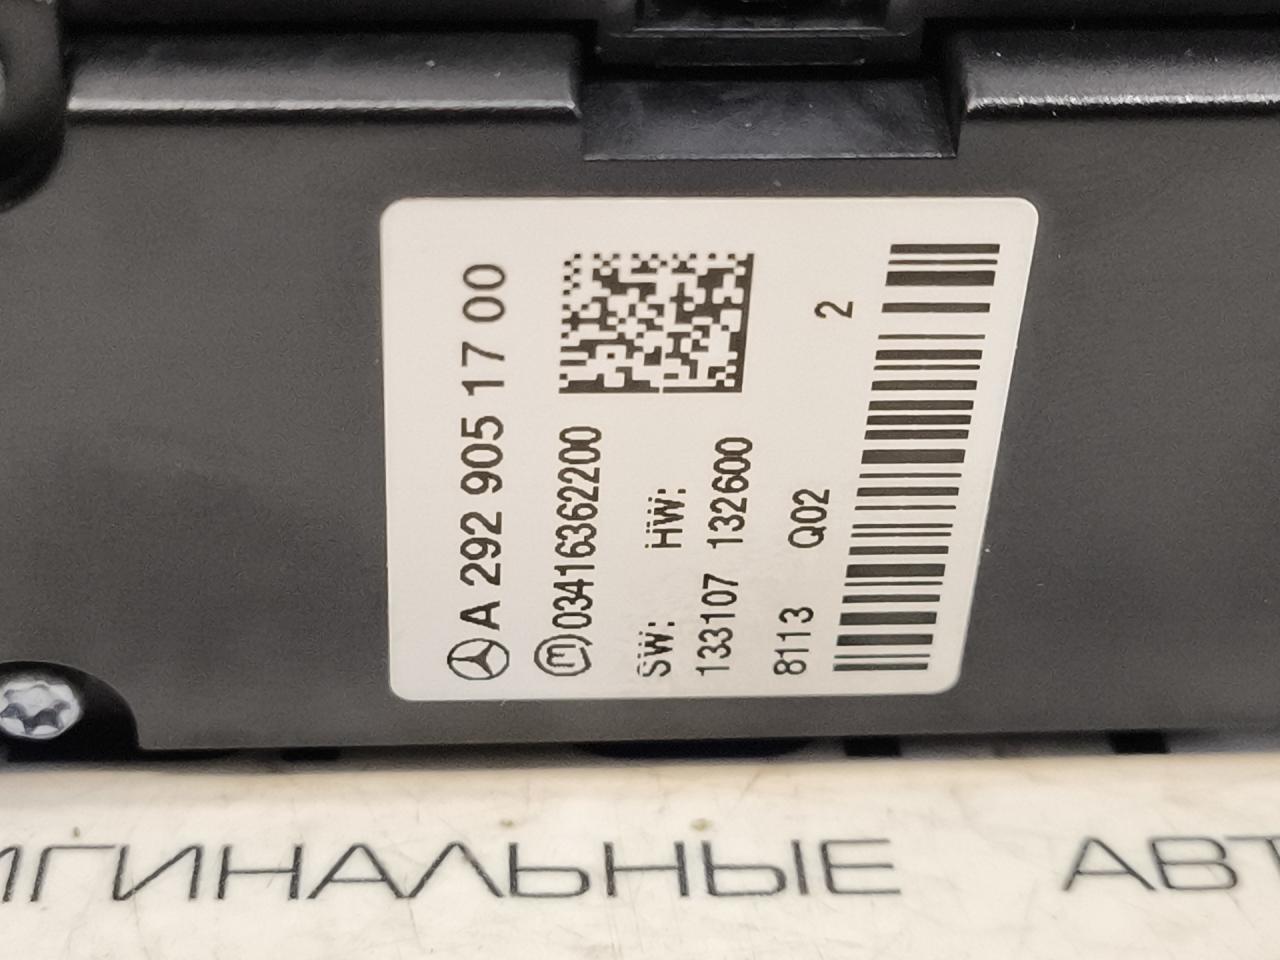 A 292 905 17 00
m 03416362200
SW: HW:
133107 132600
8113 Q02 2
ИГИНАЛЬНЫЕ АВТ